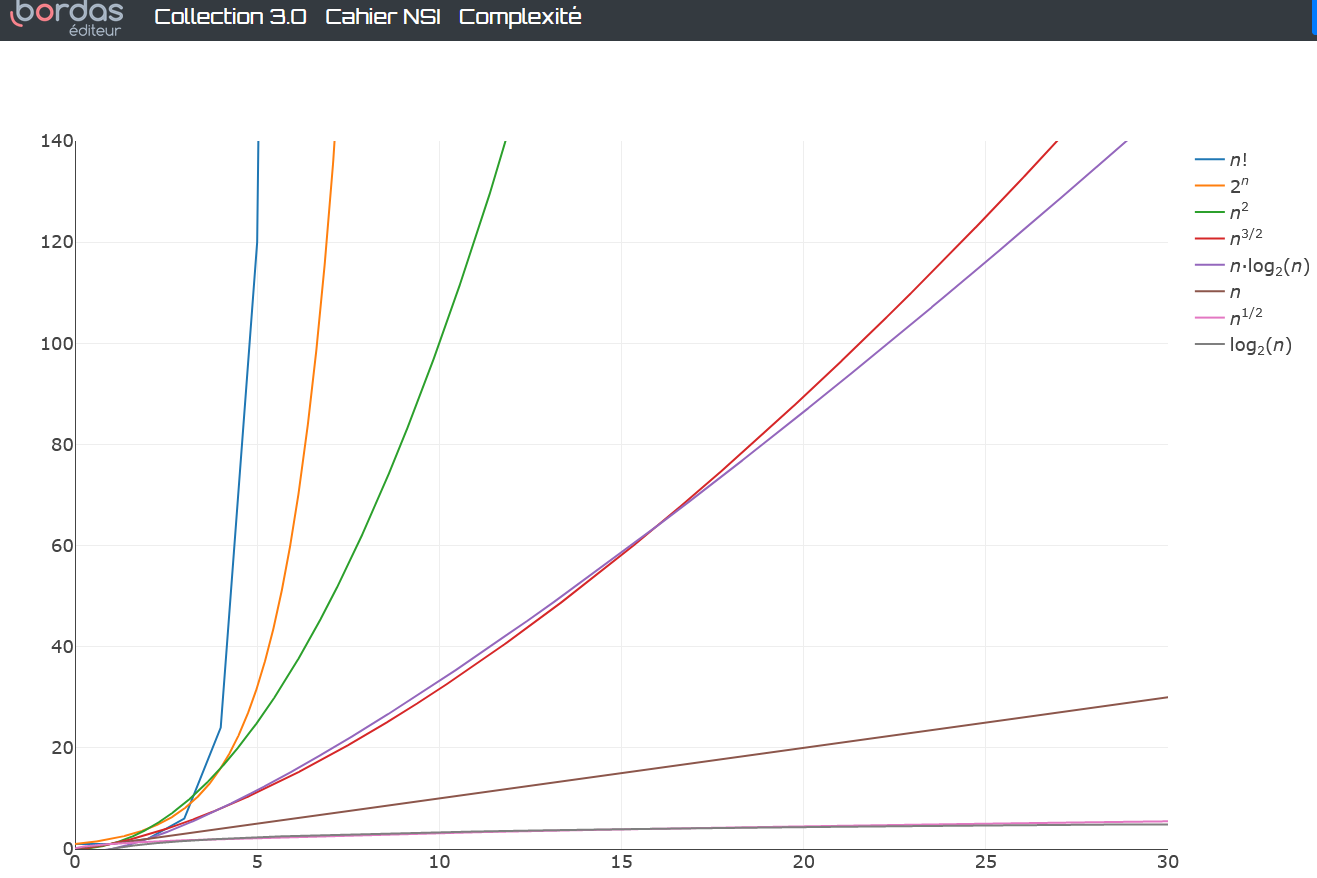 bordas
éditeur
Collection 3.0 Cahier NSI Complexité
140
120
100
80
60
40
20
0
0 5 10 15 20 25 30
n!
2ⁿ
n²
n³ᐟ²
n·log₂(n)
n
n¹ᐟ²
log₂(n)